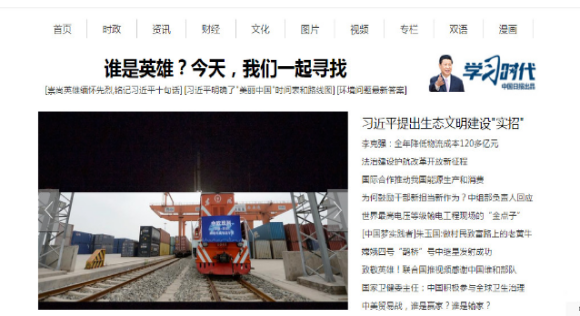 首页 时政 资讯 财经 文化 图片 视频 专栏 双语 漫画
谁是英雄？今天，我们一起寻找
[崇尚英雄缅怀先烈,铭记习近平十句话] [习近平明确了"美丽中国"时间表和路线图] [环境问题最新答案]
学习时代
中国日报出品
习近平提出生态文明建设"实招"
李克强：全年降低物流成本120多亿元
法治建设护航改革开放新征程
国际合作推动我国能源生产和消费
为何鼓励干部新担当新作为？中组部负责人回应
世界最高电压等级输电工程现场的"金桌子"
[中国梦实践者]朱玉国:做村民致富路上的老黄牛
嫦娥四号"鹊桥"号中继星发射成功
致敬英雄！联合国推视频感谢中国维和部队
国家卫健委主任：中国积极参与全球卫生治理
中美贸易战，谁是赢家？谁是输家？